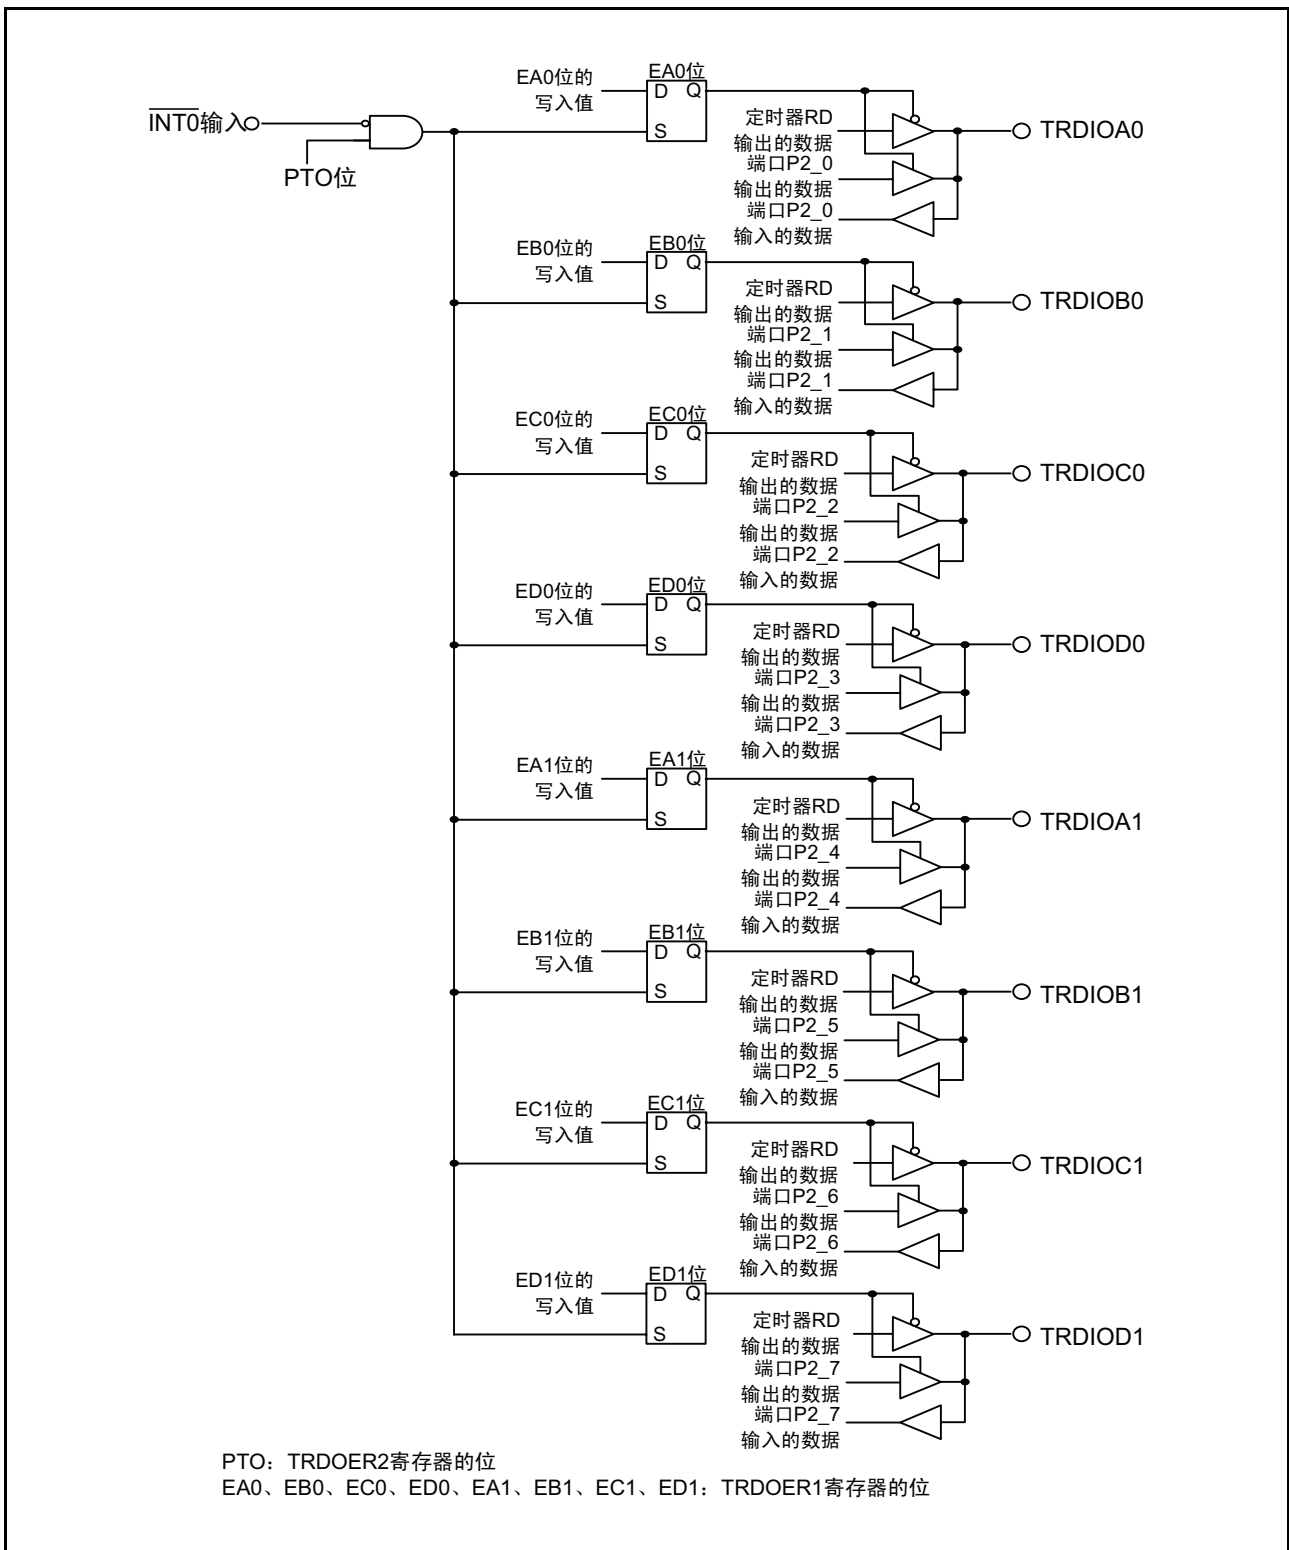 INT0输入
PTO位
EA0位的
写入值
EA0位
D Q
S
定时器RD
输出的数据
端口P2_0
输出的数据
端口P2_0
输入的数据
TRDIOA0
EB0位的
写入值
EB0位
D Q
S
定时器RD
输出的数据
端口P2_1
输出的数据
端口P2_1
输入的数据
TRDIOB0
EC0位的
写入值
EC0位
D Q
S
定时器RD
输出的数据
端口P2_2
输出的数据
端口P2_2
输入的数据
TRDIOC0
ED0位的
写入值
ED0位
D Q
S
定时器RD
输出的数据
端口P2_3
输出的数据
端口P2_3
输入的数据
TRDIOD0
EA1位的
写入值
EA1位
D Q
S
定时器RD
输出的数据
端口P2_4
输出的数据
端口P2_4
输入的数据
TRDIOA1
EB1位的
写入值
EB1位
D Q
S
定时器RD
输出的数据
端口P2_5
输出的数据
端口P2_5
输入的数据
TRDIOB1
EC1位的
写入值
EC1位
D Q
S
定时器RD
输出的数据
端口P2_6
输出的数据
端口P2_6
输入的数据
TRDIOC1
ED1位的
写入值
ED1位
D Q
S
定时器RD
输出的数据
端口P2_7
输出的数据
端口P2_7
输入的数据
TRDIOD1
PTO：TRDOER2寄存器的位
EA0、EB0、EC0、ED0、EA1、EB1、EC1、ED1：TRDOER1寄存器的位